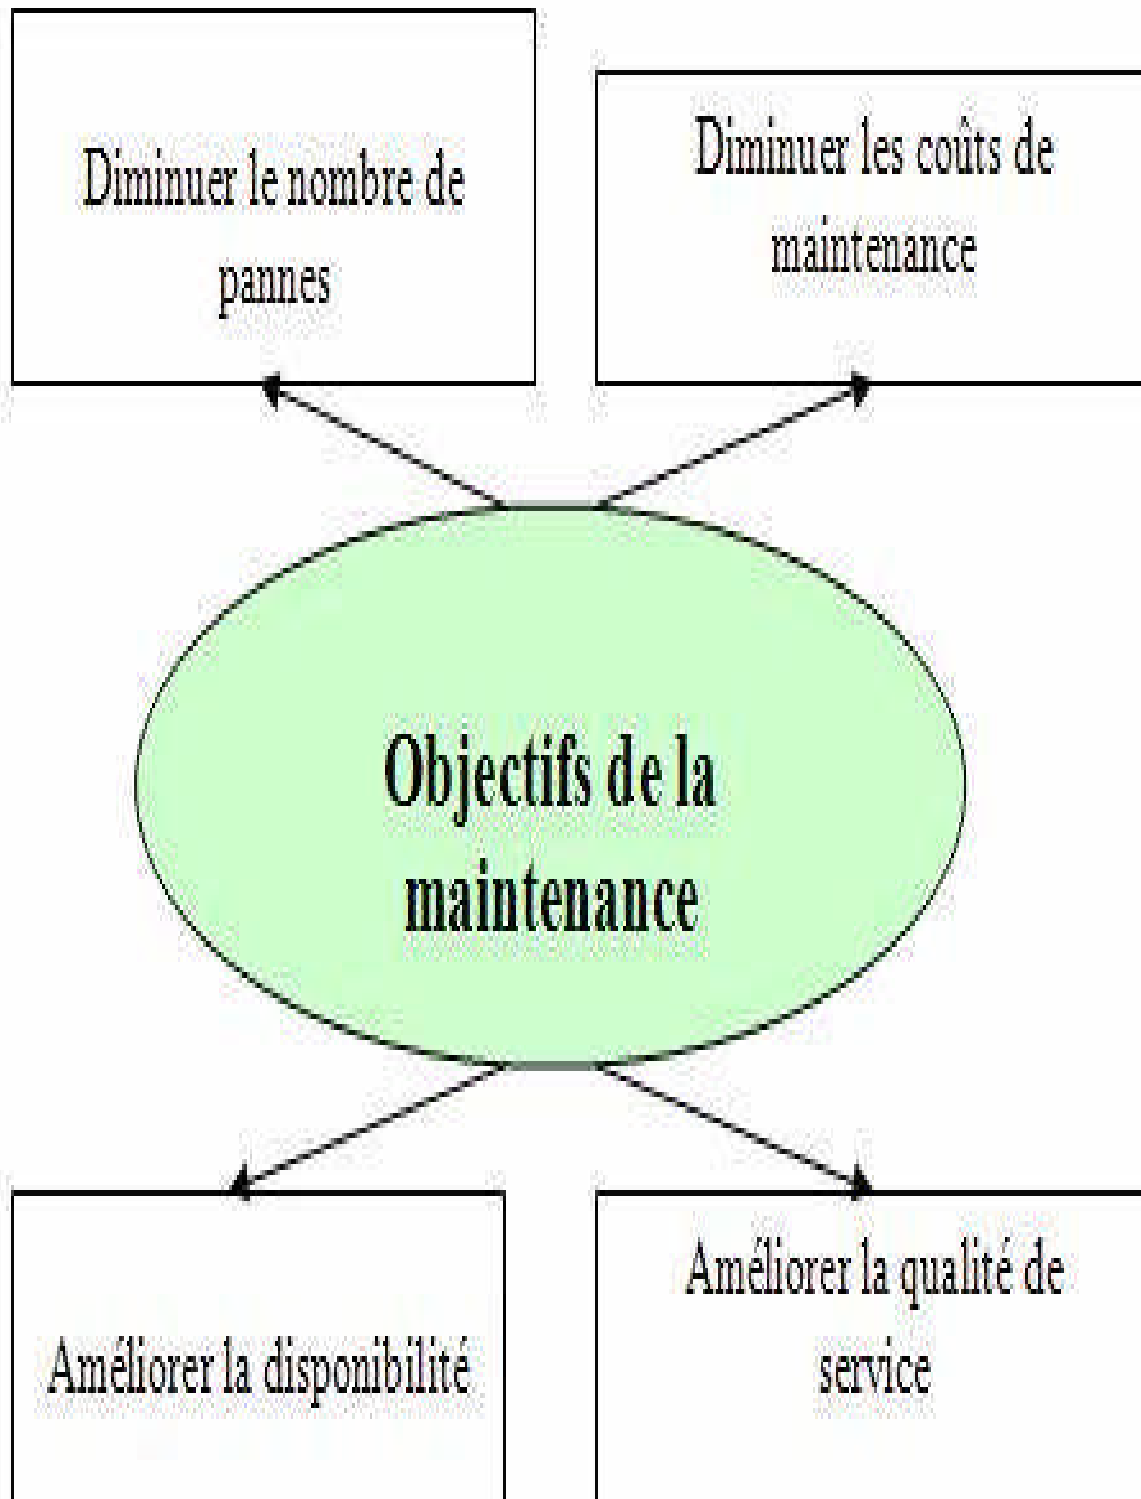 Diminuer le nombre de
pannes
Diminuer les coûts de
maintenance
Objectifs de la
maintenance
Améliorer la disponibilité
Améliorer la qualité de
service